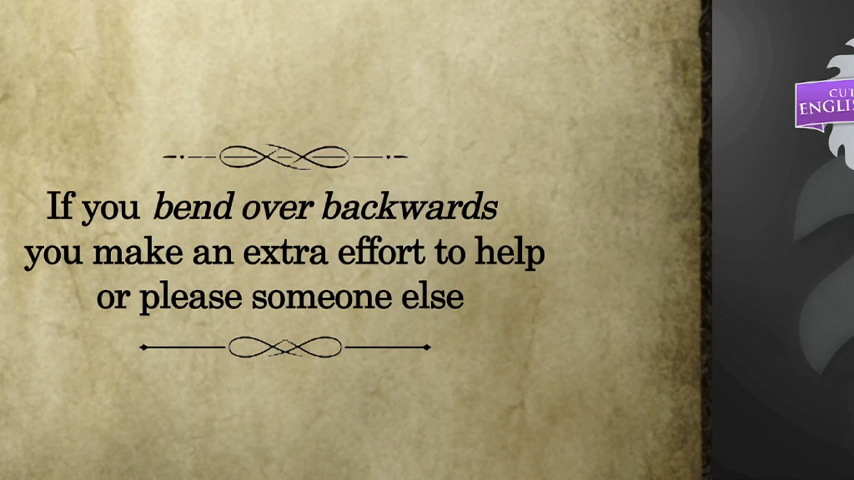 If you bend over backwards
you make an extra effort to help
or please someone else